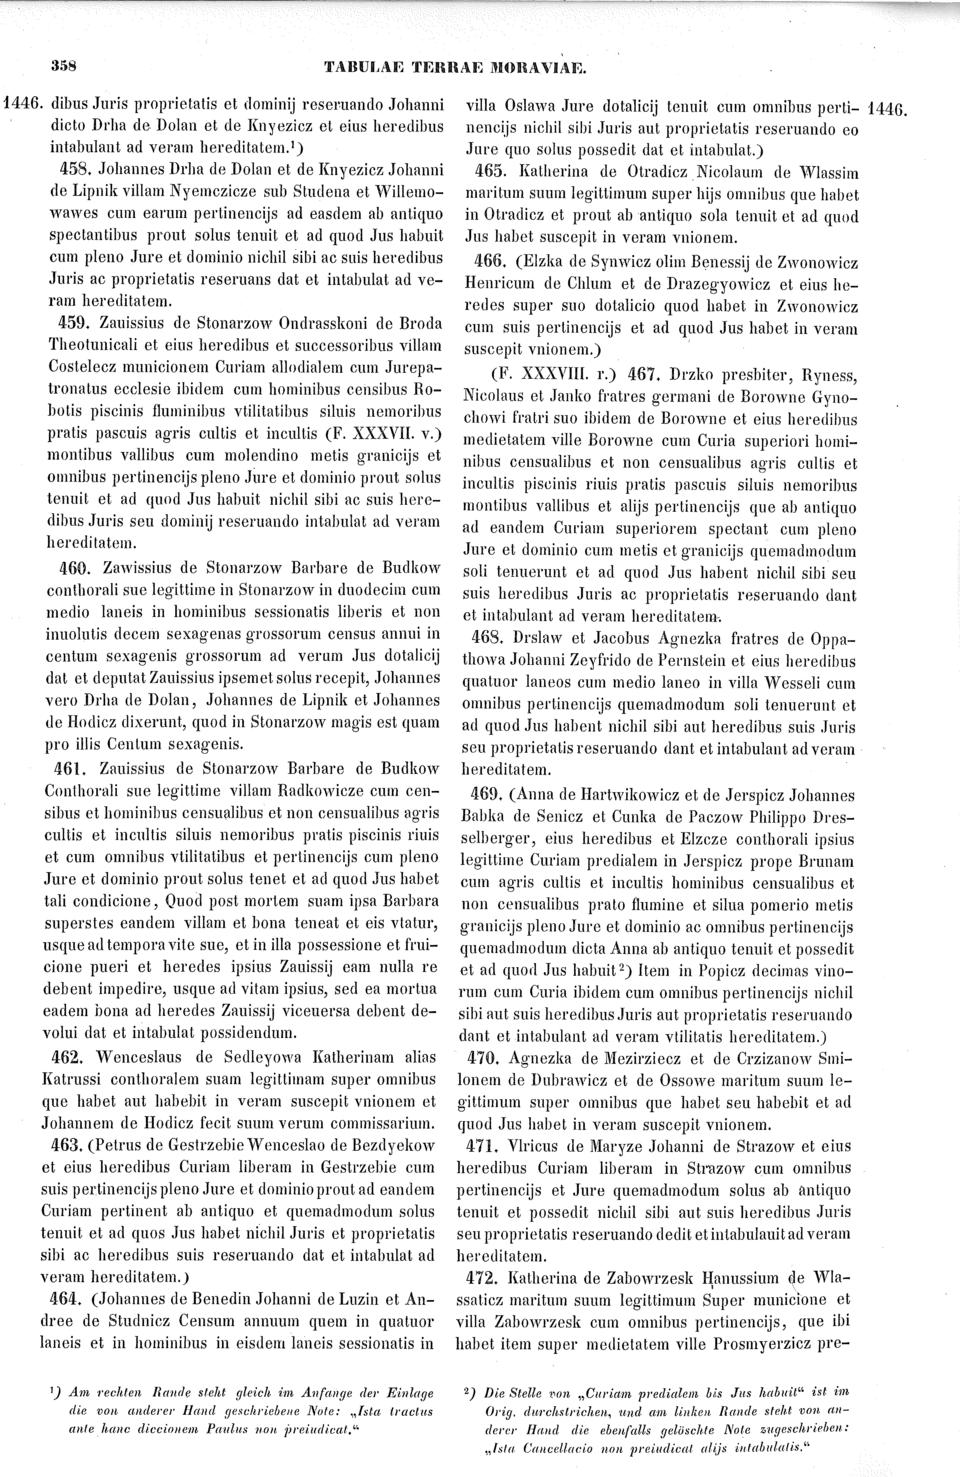 358
TABULAE TERRAE MORAVIAE.
1446.
dibus Juris proprietatis et dominij reseruando Johanni
dicto Drha de Dolan et de Knyezicz et eius heredibus
intabulant ad veram hereditatem.¹)
458. Johannes Drha de Dolan et de Knyezicz Johanni
de Lipnik villam Nyemczicze sub Studena et Willemo-
wawes cum earum pertinencijs ad easdem ab antiquo
spectantibus prout solus tenuit et ad quod Jus habuit
cum pleno Jure et dominio nichil sibi ac suis heredibus
Juris ac proprietatis reseruans dat et intabulat ad ve-
ram hereditatem.
459. Zauissius de Stonarzow Ondrasskoni de Broda
Theotunicali et eius heredibus et successoribus villam
Costelecz municionem Curiam allodialem cum Jurepa-
tronatus ecclesie ibidem cum hominibus censibus Ro-
botis piscinis fluminibus vtilitatibus siluis nemoribus
pratis pascuis agris cultis et incultis (F. XXXVII. v.)
montibus vallibus cum molendino metis granicijs et
omnibus pertinencijs pleno Jure et dominio prout solus
tenuit et ad quod Jus habuit nichil sibi ac suis here-
dibus Juris seu dominij reseruando intabulat ad veram
hereditatem.
460. Zawissius de Stonarzow Barbare de Budkow
conthorali sue legittime in Stonarzow in duodecim cum
medio laneis in hominibus sessionatis liberis et non
inuolutis decem sexagenas grossorum census annui in
centum sexagenis grossorum ad verum Jus dotalicij
dat et deputat Zauissius ipsemet solus recepit, Johannes
vero Drha de Dolan, Johannes de Lipnik et Johannes
de Hodicz dixerunt, quod in Stonarzow magis est quam
pro illis Centum sexagenis.
461. Zauissius de Stonarzow Barbare de Budkow
Conthorali sue legittime villam Radkowicze cum cen-
sibus et hominibus censualibus et non censualibus agris
cultis et incultis siluis nemoribus pratis piscinis riuis
et cum omnibus vtilitatibus et pertinencijs cum pleno
Jure et dominio prout solus tenet et ad quod Jus habet
tali condicione, Quod post mortem suam ipsa Barbara
superstes eandem villam et bona teneat et eis vtatur,
usque ad tempora vite sue, et in illa possessione et frui-
cione pueri et heredes ipsius Zauissij eam nulla re
debent impedire, usque ad vitam ipsius, sed ea mortua
eadem bona ad heredes Zauissij viceuersa debent de-
volui dat et intabulat possidendum.
462. Wenceslaus de Sedleyowa Katherinam alias
Katrussi conthoralem suam legittimam super omnibus
que habet aut habebit in veram suscepit vnionem et
Johannem de Hodicz fecit suum verum commissarium.
463. (Petrus de Gestrzebie Wenceslao de Bezdyekow
et eius heredibus Curiam liberam in Gestrzebie cum
suis pertinencijs pleno Jure et dominio prout ad eandem
Curiam pertinent ab antiquo et quemadmodum solus
tenuit et ad quos Jus habet nichil Juris et proprietatis
sibi ac heredibus suis reseruando dat et intabulat ad
veram hereditatem.)
464. (Johannes de Benedin Johanni de Luzin et An-
dree de Studnicz Censum annuum quem in quatuor
laneis et in hominibus in eisdem laneis sessionatis in
¹) Am rechten Rande steht gleich im Anfange der Einlage
die von anderer Hand geschriebene Note: „Ista tractus
ante hanc diccionem Paulus non preiudicat.“
villa Oslawa Jure dotalicij tenuit cum omnibus perti-
1446.
nencijs nichil sibi Juris aut proprietatis reseruando eo
Jure quo solus possedit dat et intabulat.)
465. Katherina de Otradicz Nicolaum de Wlassim
maritum suum legittimum super hijs omnibus que habet
in Otradicz et prout ab antiquo sola tenuit et ad quod
Jus habet suscepit in veram vnionem.
466. (Elzka de Synwicz olim Benessij de Zwonowicz
Henricum de Chlum et de Drazegyowicz et eius he-
redes super suo dotalicio quod habet in Zwonowicz
cum suis pertinencijs et ad quod Jus habet in veram
suscepit vnionem.)
(F. XXXVIII. r.) 467. Drzko presbiter, Ryness,
Nicolaus et Janko fratres germani de Borowne Gyno-
chowi fratri suo ibidem de Borowne et eius heredibus
medietatem ville Borowne cum Curia superiori homi-
nibus censualibus et non censualibus agris cultis et
incultis piscinis riuis pratis pascuis siluis nemoribus
montibus vallibus et alijs pertinencijs que ab antiquo
ad eandem Curiam superiorem spectant cum pleno
Jure et dominio cum metis et granicijs quemadmodum
soli tenuerunt et ad quod Jus habent nichil sibi seu
suis heredibus Juris ac proprietatis reseruando dant
et intabulant ad veram hereditatem.
468. Drslaw et Jacobus Agnezka fratres de Oppa-
thowa Johanni Zeyfrido de Pernstein et eius heredibus
quatuor laneos cum medio laneo in villa Wesseli cum
omnibus pertinencijs quemadmodum soli tenuerunt et
ad quod Jus habent nichil sibi aut heredibus suis Juris
seu proprietatis reseruando dant et intabulant ad veram
hereditatem.
469. (Anna de Hartwikowicz et de Jerspicz Johannes
Babka de Senicz et Cunka de Paczow Philippo Dres-
selberger, eius heredibus et Elzcze conthorali ipsius
legittime Curiam predialem in Jerspicz prope Brunam
cum agris cultis et incultis hominibus censualibus et
non censualibus prato flumine et silua pomerio metis
granicijs pleno Jure et dominio ac omnibus pertinencijs
quemadmodum dicta Anna ab antiquo tenuit et possedit
et ad quod Jus habuit²) Item in Popicz decimas vino-
rum cum Curia ibidem cum omnibus pertinencijs nichil
sibi aut suis heredibus Juris aut proprietatis reseruando
dant et intabulant ad veram vtilitatis hereditatem.)
470. Agnezka de Mezirziecz et de Crzizanow Smi-
lonem de Dubrawicz et de Ossowe maritum suum le-
gittimum super omnibus que habet seu habebit et ad
quod Jus habet in veram suscepit vnionem.
471. Vlricus de Maryze Johanni de Strazow et eius
heredibus Curiam liberam in Strazow cum omnibus
pertinencijs et Jure quemadmodum solus ab antiquo
tenuit et possedit nichil sibi aut suis heredibus Juris
seu proprietatis reseruando dedit et intabulauit ad veram
hereditatem.
472. Katherina de Zabowrzesk Hanussium de Wla-
ssaticz maritum suum legittimum Super municione et
villa Zabowrzesk cum omnibus pertinencijs, que ibi
habet item super medietatem ville Prosmyerzicz pre-
²) Die Stelle von „Curiam predialem bis Jus habuit“ ist im
Orig. durchstrichen, und am linken Rande steht von an-
derer Hand die ebenfalls gelöschte Note zugeschrieben:
„Ista Cancellacio non preiudicat alijs intabulatis.“